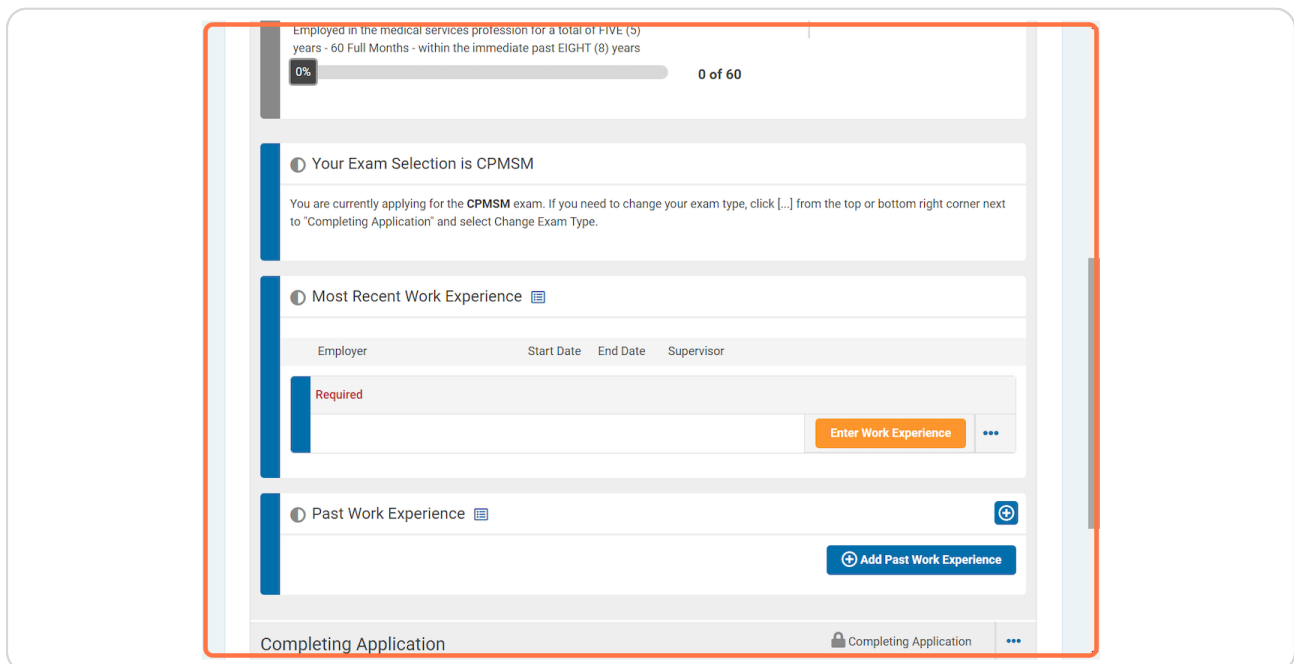 Employed in the medical services profession for a total of FIVE (5)
years - 60 Full Months - within the immediate past EIGHT (8) years
0%
0 of 60
Your Exam Selection is CPMSM
You are currently applying for the CPMSM exam. If you need to change your exam type, click [...] from the top or bottom right corner next
to "Completing Application" and select Change Exam Type.
Most Recent Work Experience
Employer Start Date End Date Supervisor
Required
Enter Work Experience
Past Work Experience
Add Past Work Experience
Completing Application Completing Application